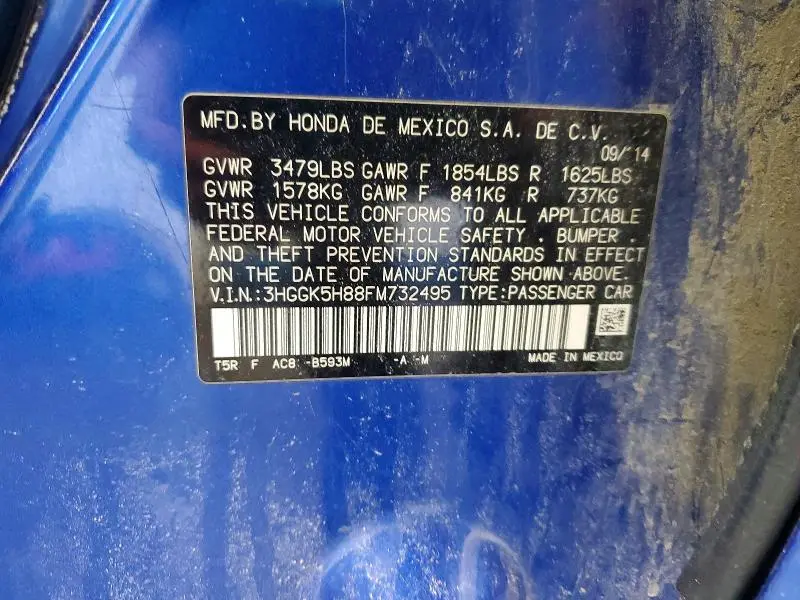 MFD.BY HONDA DE MEXICO S.A. DE C.V.
09/14
GVWR 3479LBS GAWR F 1854LBS R 1625LBS
GVWR 1578KG GAWR F 841KG R 737KG
THIS VEHICLE CONFORMS TO ALL APPLICABLE
FEDERAL MOTOR VEHICLE SAFETY . BUMPER .
AND THEFT PREVENTION STANDARDS IN EFFECT
ON THE DATE OF MANUFACTURE SHOWN ABOVE.
V.I.N.:3HGGK5H88FM732495 TYPE:PASSENGER CAR
T5R F AC8 -B593M -A -M MADE IN MEXICO